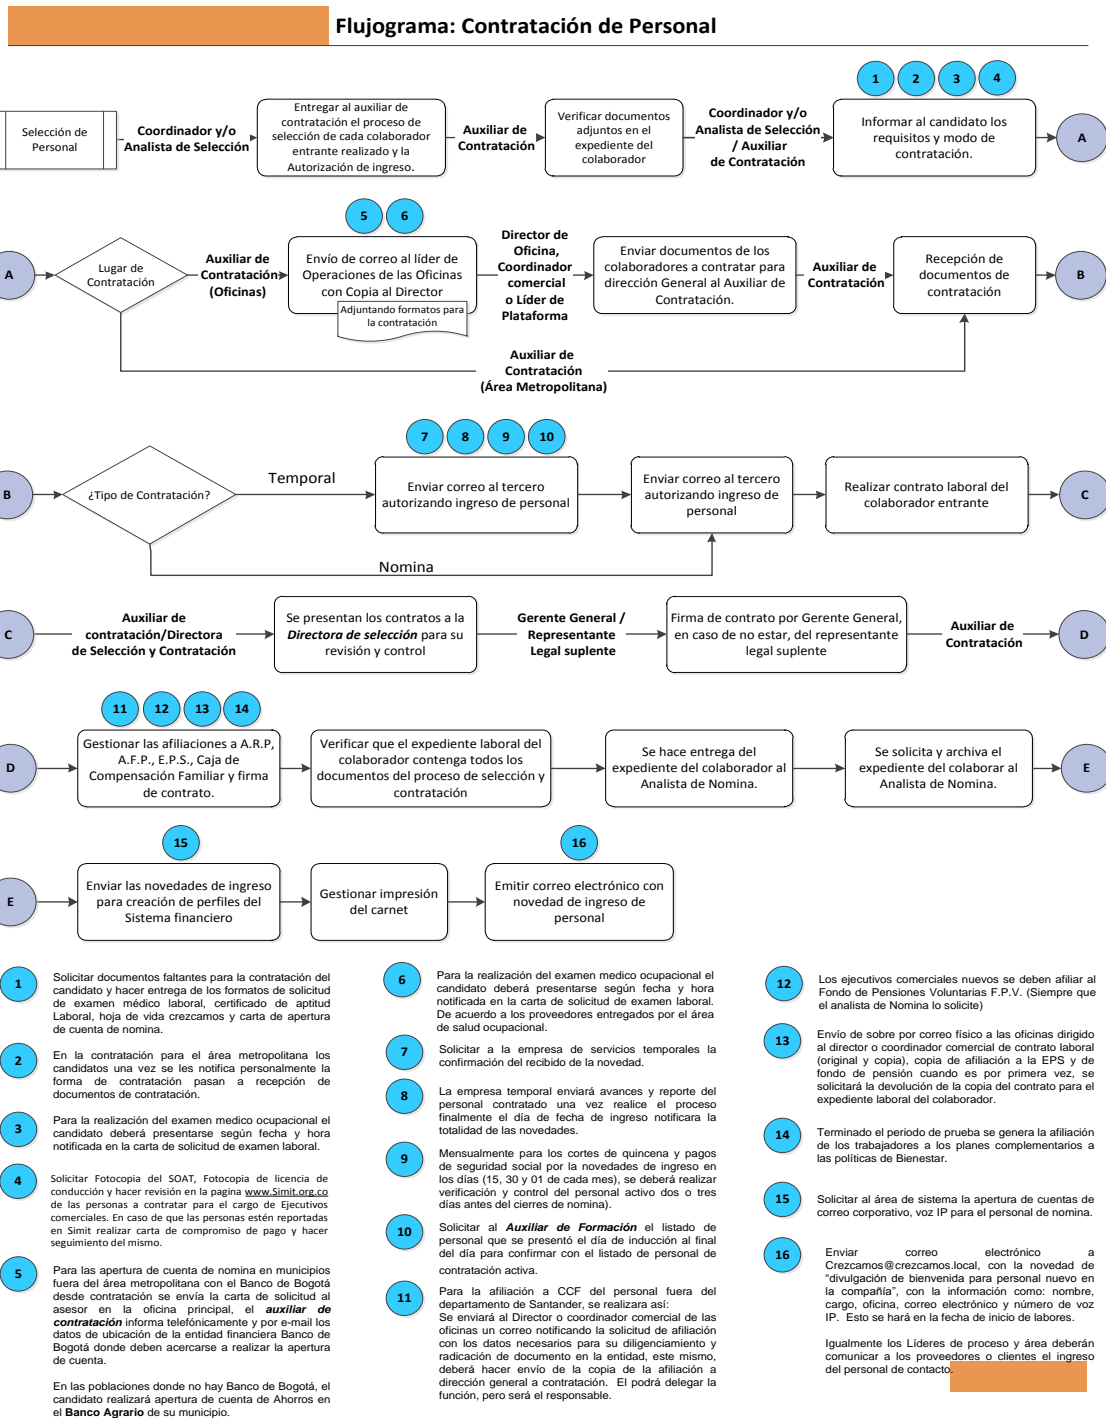 Flujograma: Contratación de Personal
1
2
3
4
Selección de
Personal
Coordinador y/o
Analista de Selección
Entregar al auxiliar de
contratación el proceso de
selección de cada colaborador
entrante realizado y la
Autorización de ingreso.
Auxiliar de
Contratación
Verificar documentos
adjuntos en el
expediente del
colaborador
Coordinador y/o
Analista de Selección
/ Auxiliar
de Contratación
Informar al candidato los
requisitos y modo de
contratación.
A
5
6
A
Lugar de
Contratación
Auxiliar de
Contratación
(Oficinas)
Envío de correo al líder de
Operaciones de las Oficinas
con Copia al Director
Adjuntando formatos para
la contratación
Director de
Oficina,
Coordinador
comercial
o Líder de
Plataforma
Enviar documentos de los
colaboradores a contratar para
dirección General al Auxiliar de
Contratación.
Auxiliar de
Contratación
Recepción de
documentos de
contratación
B
Auxiliar de
Contratación
(Área Metropolitana)
7
8
9
10
B
¿Tipo de Contratación?
Temporal
Enviar correo al tercero
autorizando ingreso de personal
Enviar correo al tercero
autorizando ingreso de
personal
Realizar contrato laboral del
colaborador entrante
C
Nomina
C
Auxiliar de
contratación/Directora
de Selección y Contratación
Se presentan los contratos a la
Directora de selección para su
revisión y control
Gerente General /
Representante
Legal suplente
Firma de contrato por Gerente General,
en caso de no estar, del representante
legal suplente
Auxiliar de
Contratación
D
11
12
13
14
D
Gestionar las afiliaciones a A.R.P,
A.F.P., E.P.S., Caja de
Compensación Familiar y firma
de contrato.
Verificar que el expediente laboral del
colaborador contenga todos los
documentos del proceso de selección y
contratación
Se hace entrega del
expediente del colaborador al
Analista de Nomina.
Se solicita y archiva el
expediente del colaborar al
Analista de Nomina.
E
15
16
E
Enviar las novedades de ingreso
para creación de perfiles del
Sistema financiero
Gestionar impresión
del carnet
Emitir correo electrónico con
novedad de ingreso de
personal
1
Solicitar documentos faltantes para la contratación del
candidato y hacer entrega de los formatos de solicitud
de examen médico laboral, certificado de aptitud
Laboral, hoja de vida crezcamos y carta de apertura
de cuenta de nomina.
2
En la contratación para el área metropolitana los
candidatos una vez se les notifica personalmente la
forma de contratación pasan a recepción de
documentos de contratación.
3
Para la realización del examen medico ocupacional el
candidato deberá presentarse según fecha y hora
notificada en la carta de solicitud de examen laboral.
4
Solicitar Fotocopia del SOAT, Fotocopia de licencia de
conducción y hacer revisión en la pagina www.Simit.org.co
de las personas a contratar para el cargo de Ejecutivos
comerciales. En caso de que las personas estén reportadas
en Simit realizar carta de compromiso de pago y hacer
seguimiento del mismo.
5
Para las apertura de cuenta de nomina en municipios
fuera del área metropolitana con el Banco de Bogotá
desde contratación se envía la carta de solicitud al
asesor en la oficina principal, el auxiliar de
contratación informa telefónicamente y por e-mail los
datos de ubicación de la entidad financiera Banco de
Bogotá donde deben acercarse a realizar la apertura
de cuenta.
En las poblaciones donde no hay Banco de Bogotá, el
candidato realizará apertura de cuenta de Ahorros en
el Banco Agrario de su municipio.
6
Para la realización del examen medico ocupacional el
candidato deberá presentarse según fecha y hora
notificada en la carta de solicitud de examen laboral.
De acuerdo a los proveedores entregados por el área
de salud ocupacional.
7
Solicitar a la empresa de servicios temporales la
confirmación del recibido de la novedad.
8
La empresa temporal enviará avances y reporte del
personal contratado una vez realice el proceso
finalmente el día de fecha de ingreso notificara la
totalidad de las novedades.
9
Mensualmente para los cortes de quincena y pagos
de seguridad social por la novedades de ingreso en
los días (15, 30 y 01 de cada mes), se deberá realizar
verificación y control del personal activo dos o tres
días antes del cierres de nomina).
10
Solicitar al Auxiliar de Formación el listado de
personal que se presentó el día de inducción al final
del día para confirmar con el listado de personal de
contratación activa.
11
Para la afiliación a CCF del personal fuera del
departamento de Santander, se realizara así:
Se enviará al Director o coordinador comercial de las
oficinas un correo notificando la solicitud de afiliación
con los datos necesarios para su diligenciamiento y
radicación de documento en la entidad, este mismo,
deberá hacer envío de la copia de la afiliación a
dirección general a contratación. El podrá delegar la
función, pero será el responsable.
12
Los ejecutivos comerciales nuevos se deben afiliar al
Fondo de Pensiones Voluntarias F.P.V. (Siempre que
el analista de Nomina lo solicite)
13
Envío de sobre por correo físico a las oficinas dirigido
al director o coordinador comercial de contrato laboral
(original y copia), copia de afiliación a la EPS y de
fondo de pensión cuando es por primera vez, se
solicitará la devolución de la copia del contrato para el
expediente laboral del colaborador.
14
Terminado el periodo de prueba se genera la afiliación
de los trabajadores a los planes complementarios a
las políticas de Bienestar.
15
Solicitar al área de sistema la apertura de cuentas de
correo corporativo, voz IP para el personal de nomina.
16
Enviar correo electrónico a
Crezcamos@crezcamos.local, con la novedad de
"divulgación de bienvenida para personal nuevo en
la compañía", con la información como: nombre,
cargo, oficina, correo electrónico y número de voz
IP. Esto se hará en la fecha de inicio de labores.
Igualmente los Líderes de proceso y área deberán
comunicar a los proveedores o clientes el ingreso
del personal de contacto.